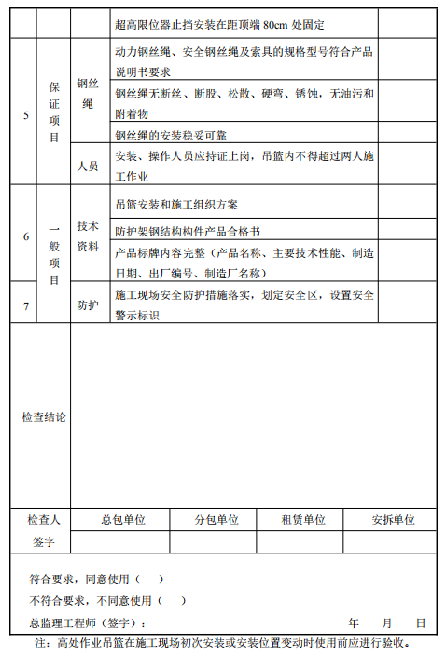 超高限位器止挡安装在距顶端 80cm 处固定
5
保证项目
钢丝绳
动力钢丝绳、安全钢丝绳及索具的规格型号符合产品
说明书要求
钢丝绳无断丝、断股、松散、硬弯、锈蚀，无油污和
附着物
钢丝绳的安装稳妥可靠
人员
安装、操作人员应持证上岗，吊篮内不得超过两人施
工作业
6
一般项目
技术
资料
吊篮安装和施工组织方案
防护架钢结构构件产品合格书
产品标牌内容完整（产品名称、主要技术性能、制造
日期、出厂编号、制造厂名称）
7
防护
施工现场安全防护措施落实，划定安全区，设置安全
警示标识
检查结论
检查人
签字
总包单位 分包单位 租赁单位 安拆单位
符合要求，同意使用（ ）
不符合要求，不同意使用（ ）
总监理工程师（签字）： 年 月 日
注：高处作业吊篮在施工现场初次安装或安装位置变动时使用前应进行验收。